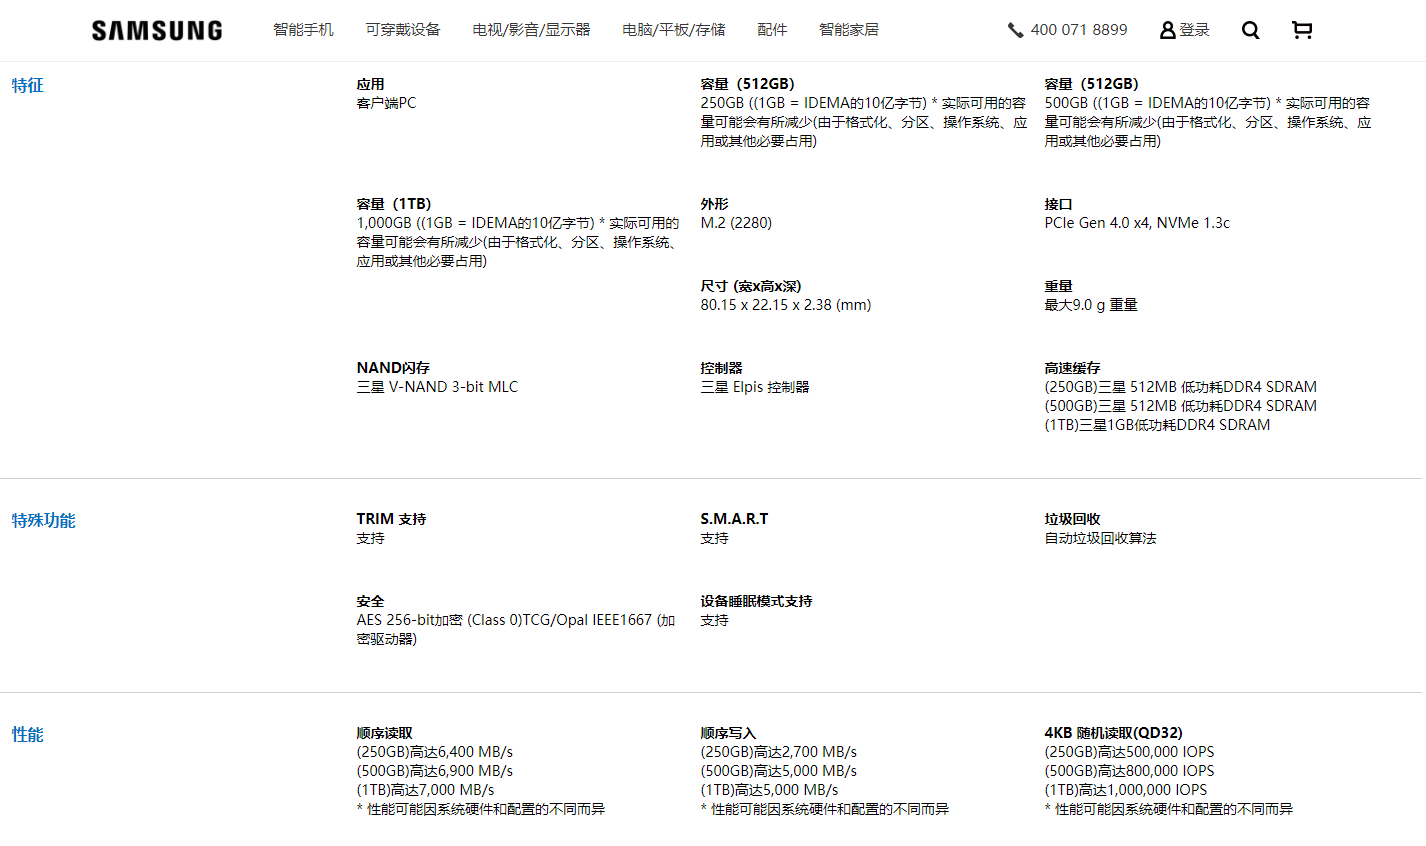 SAMSUNG
智能手机
可穿戴设备
电视/影音/显示器
电脑/平板/存储
配件
智能家居
400 071 8899
登录
特征
应用
客户端PC
容量（512GB）
250GB ((1GB = IDEMA的10亿字节) * 实际可用的容
量可能会有所减少(由于格式化、分区、操作系统、应
用或其他必要占用)
容量（512GB）
500GB ((1GB = IDEMA的10亿字节) * 实际可用的容
量可能会有所减少(由于格式化、分区、操作系统、应
用或其他必要占用)
容量（1TB）
1,000GB ((1GB = IDEMA的10亿字节) * 实际可用的
容量可能会有所减少(由于格式化、分区、操作系统、
应用或其他必要占用)
外形
M.2 (2280)
接口
PCIe Gen 4.0 x4, NVMe 1.3c
尺寸 (宽x高x深)
80.15 x 22.15 x 2.38 (mm)
重量
最大9.0 g 重量
NAND闪存
三星 V-NAND 3-bit MLC
控制器
三星 Elpis 控制器
高速缓存
(250GB)三星 512MB 低功耗DDR4 SDRAM
(500GB)三星 512MB 低功耗DDR4 SDRAM
(1TB)三星1GB低功耗DDR4 SDRAM
特殊功能
TRIM 支持
支持
S.M.A.R.T
支持
垃圾回收
自动垃圾回收算法
安全
AES 256-bit加密 (Class 0)TCG/Opal IEEE1667 (加
密驱动器)
设备睡眠模式支持
支持
性能
顺序读取
(250GB)高达6,400 MB/s
(500GB)高达6,900 MB/s
(1TB)高达7,000 MB/s
* 性能可能因系统硬件和配置的不同而异
顺序写入
(250GB)高达2,700 MB/s
(500GB)高达5,000 MB/s
(1TB)高达5,000 MB/s
* 性能可能因系统硬件和配置的不同而异
4KB 随机读取(QD32)
(250GB)高达500,000 IOPS
(500GB)高达800,000 IOPS
(1TB)高达1,000,000 IOPS
* 性能可能因系统硬件和配置的不同而异